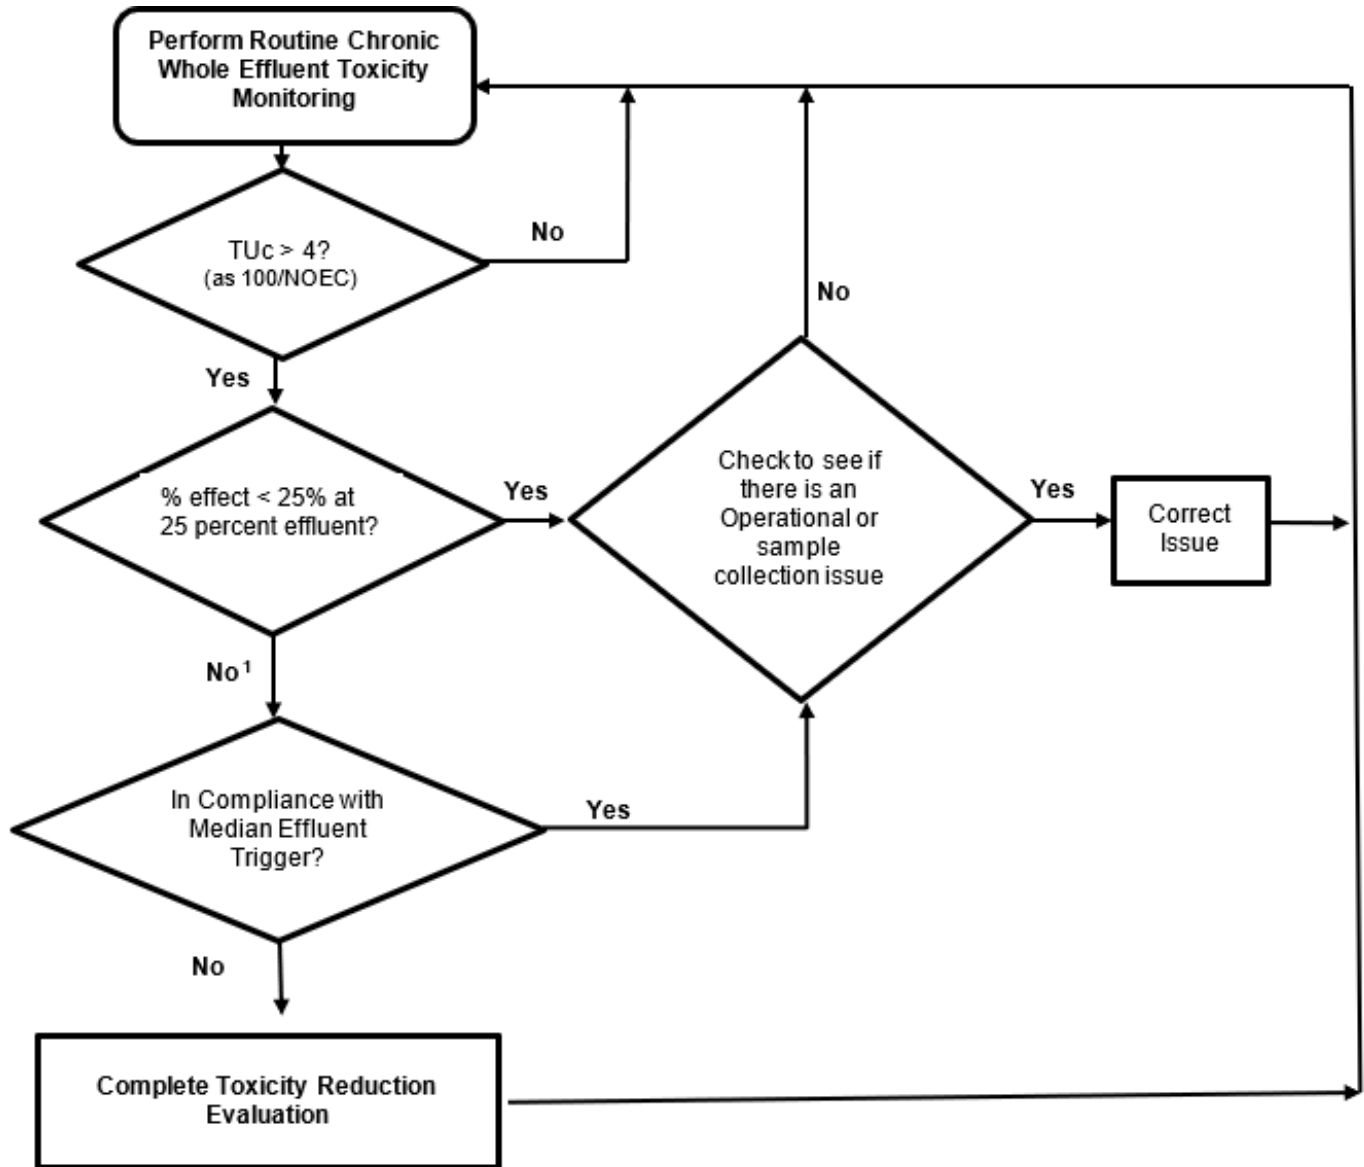 Perform Routine Chronic
Whole Effluent Toxicity
Monitoring
TUc > 4?
(as 100/NOEC)
No
Yes
No
% effect < 25% at
25 percent effluent?
Yes
Check to see if
there is an
Operational or
sample
collection issue
Yes
Correct
Issue
No¹
In Compliance with
Median Effluent
Trigger?
Yes
No
Complete Toxicity Reduction
Evaluation